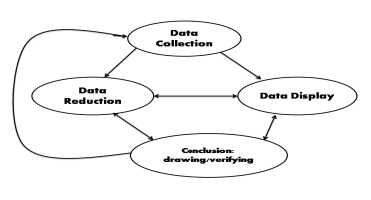 Data
Collection
Data
Reduction
Data Display
Conclusion:
drawing/verifying